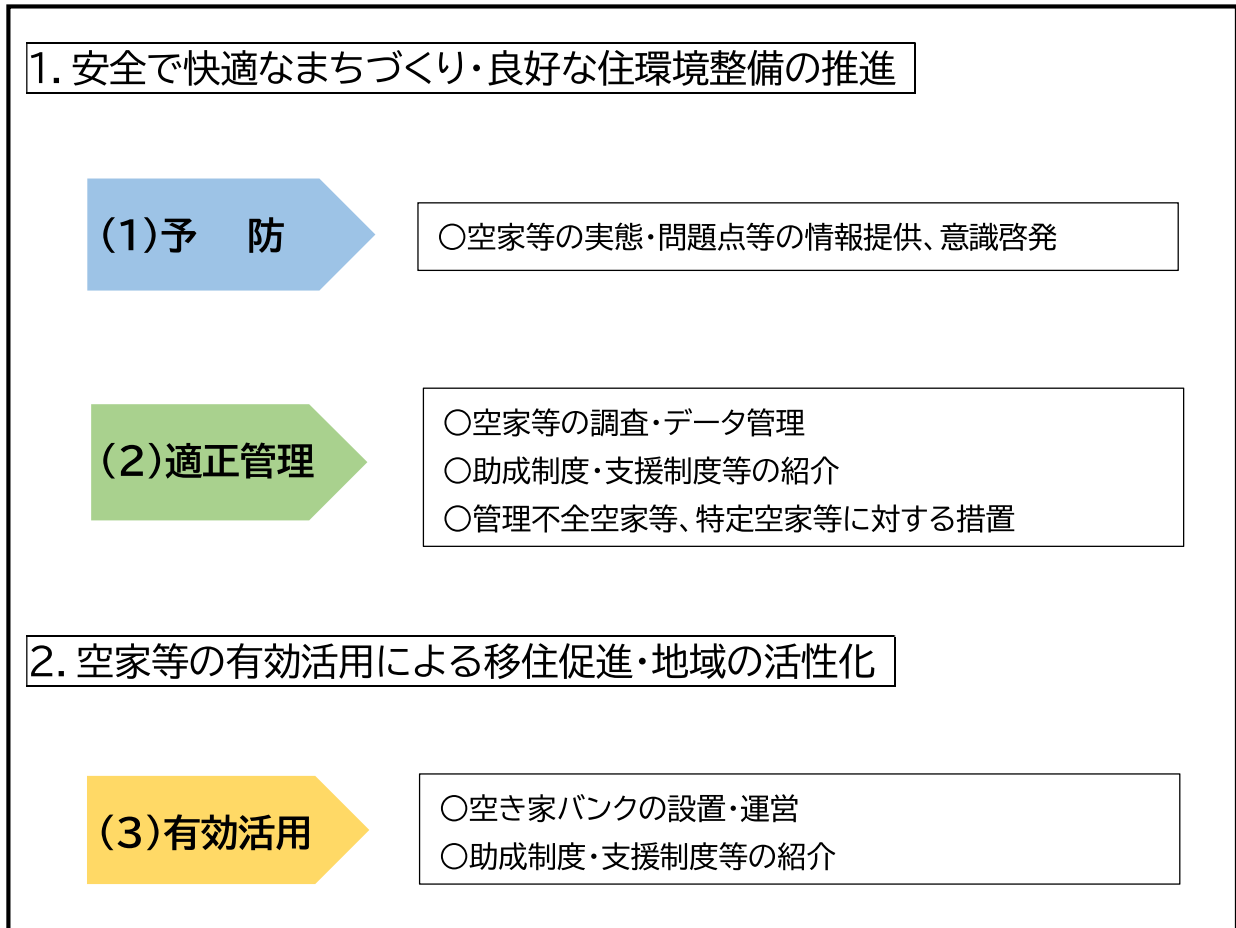 1.安全で快適なまちづくり・良好な住環境整備の推進
(1)予　防
○空家等の実態・問題点等の情報提供、意識啓発
(2)適正管理
○空家等の調査・データ管理
○助成制度・支援制度等の紹介
○管理不全空家等、特定空家等に対する措置
2.空家等の有効活用による移住促進・地域の活性化
(3)有効活用
○空き家バンクの設置・運営
○助成制度・支援制度等の紹介